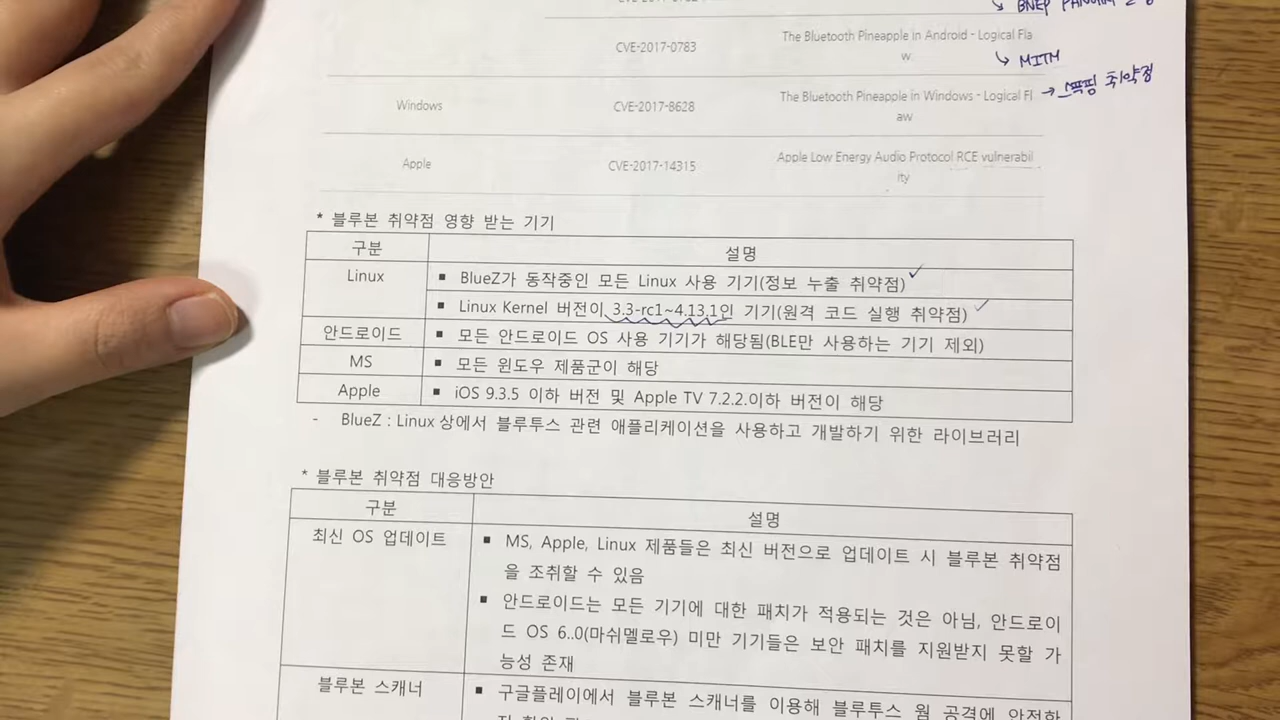 BNEP
CVE-2017-0783
The Bluetooth Pineapple in Android - Logical Fla
w
↳ MITM
Windows
CVE-2017-8628
The Bluetooth Pineapple in Windows - Logical Fl
aw
→ 스푸핑 취약점
Apple
CVE-2017-14315
Apple Low Energy Audio Protocol RCE vulnerabil
ity
* 블루본 취약점 영향 받는 기기
구분 설명
Linux
■ BlueZ가 동작중인 모든 Linux 사용 기기(정보 누출 취약점)
■ Linux Kernel 버전이 3.3-rc1~4.13.1인 기기(원격 코드 실행 취약점)
안드로이드 ■ 모든 안드로이드 OS 사용 기기가 해당됨(BLE만 사용하는 기기 제외)
MS ■ 모든 윈도우 제품군이 해당
Apple ■ iOS 9.3.5 이하 버전 및 Apple TV 7.2.2.이하 버전이 해당
- BlueZ : Linux 상에서 블루투스 관련 애플리케이션을 사용하고 개발하기 위한 라이브러리
* 블루본 취약점 대응방안
구분 설명
최신 OS 업데이트 ■ MS, Apple, Linux 제품들은 최신 버전으로 업데이트 시 블루본 취약점
을 조취할 수 있음
■ 안드로이드는 모든 기기에 대한 패치가 적용되는 것은 아님, 안드로이
드 OS 6..0(마쉬멜로우) 미만 기기들은 보안 패치를 지원받지 못할 가
능성 존재
블루본 스캐너 ■ 구글플레이에서 블루본 스캐너를 이용해 블루투스 웜 공격에 안전한